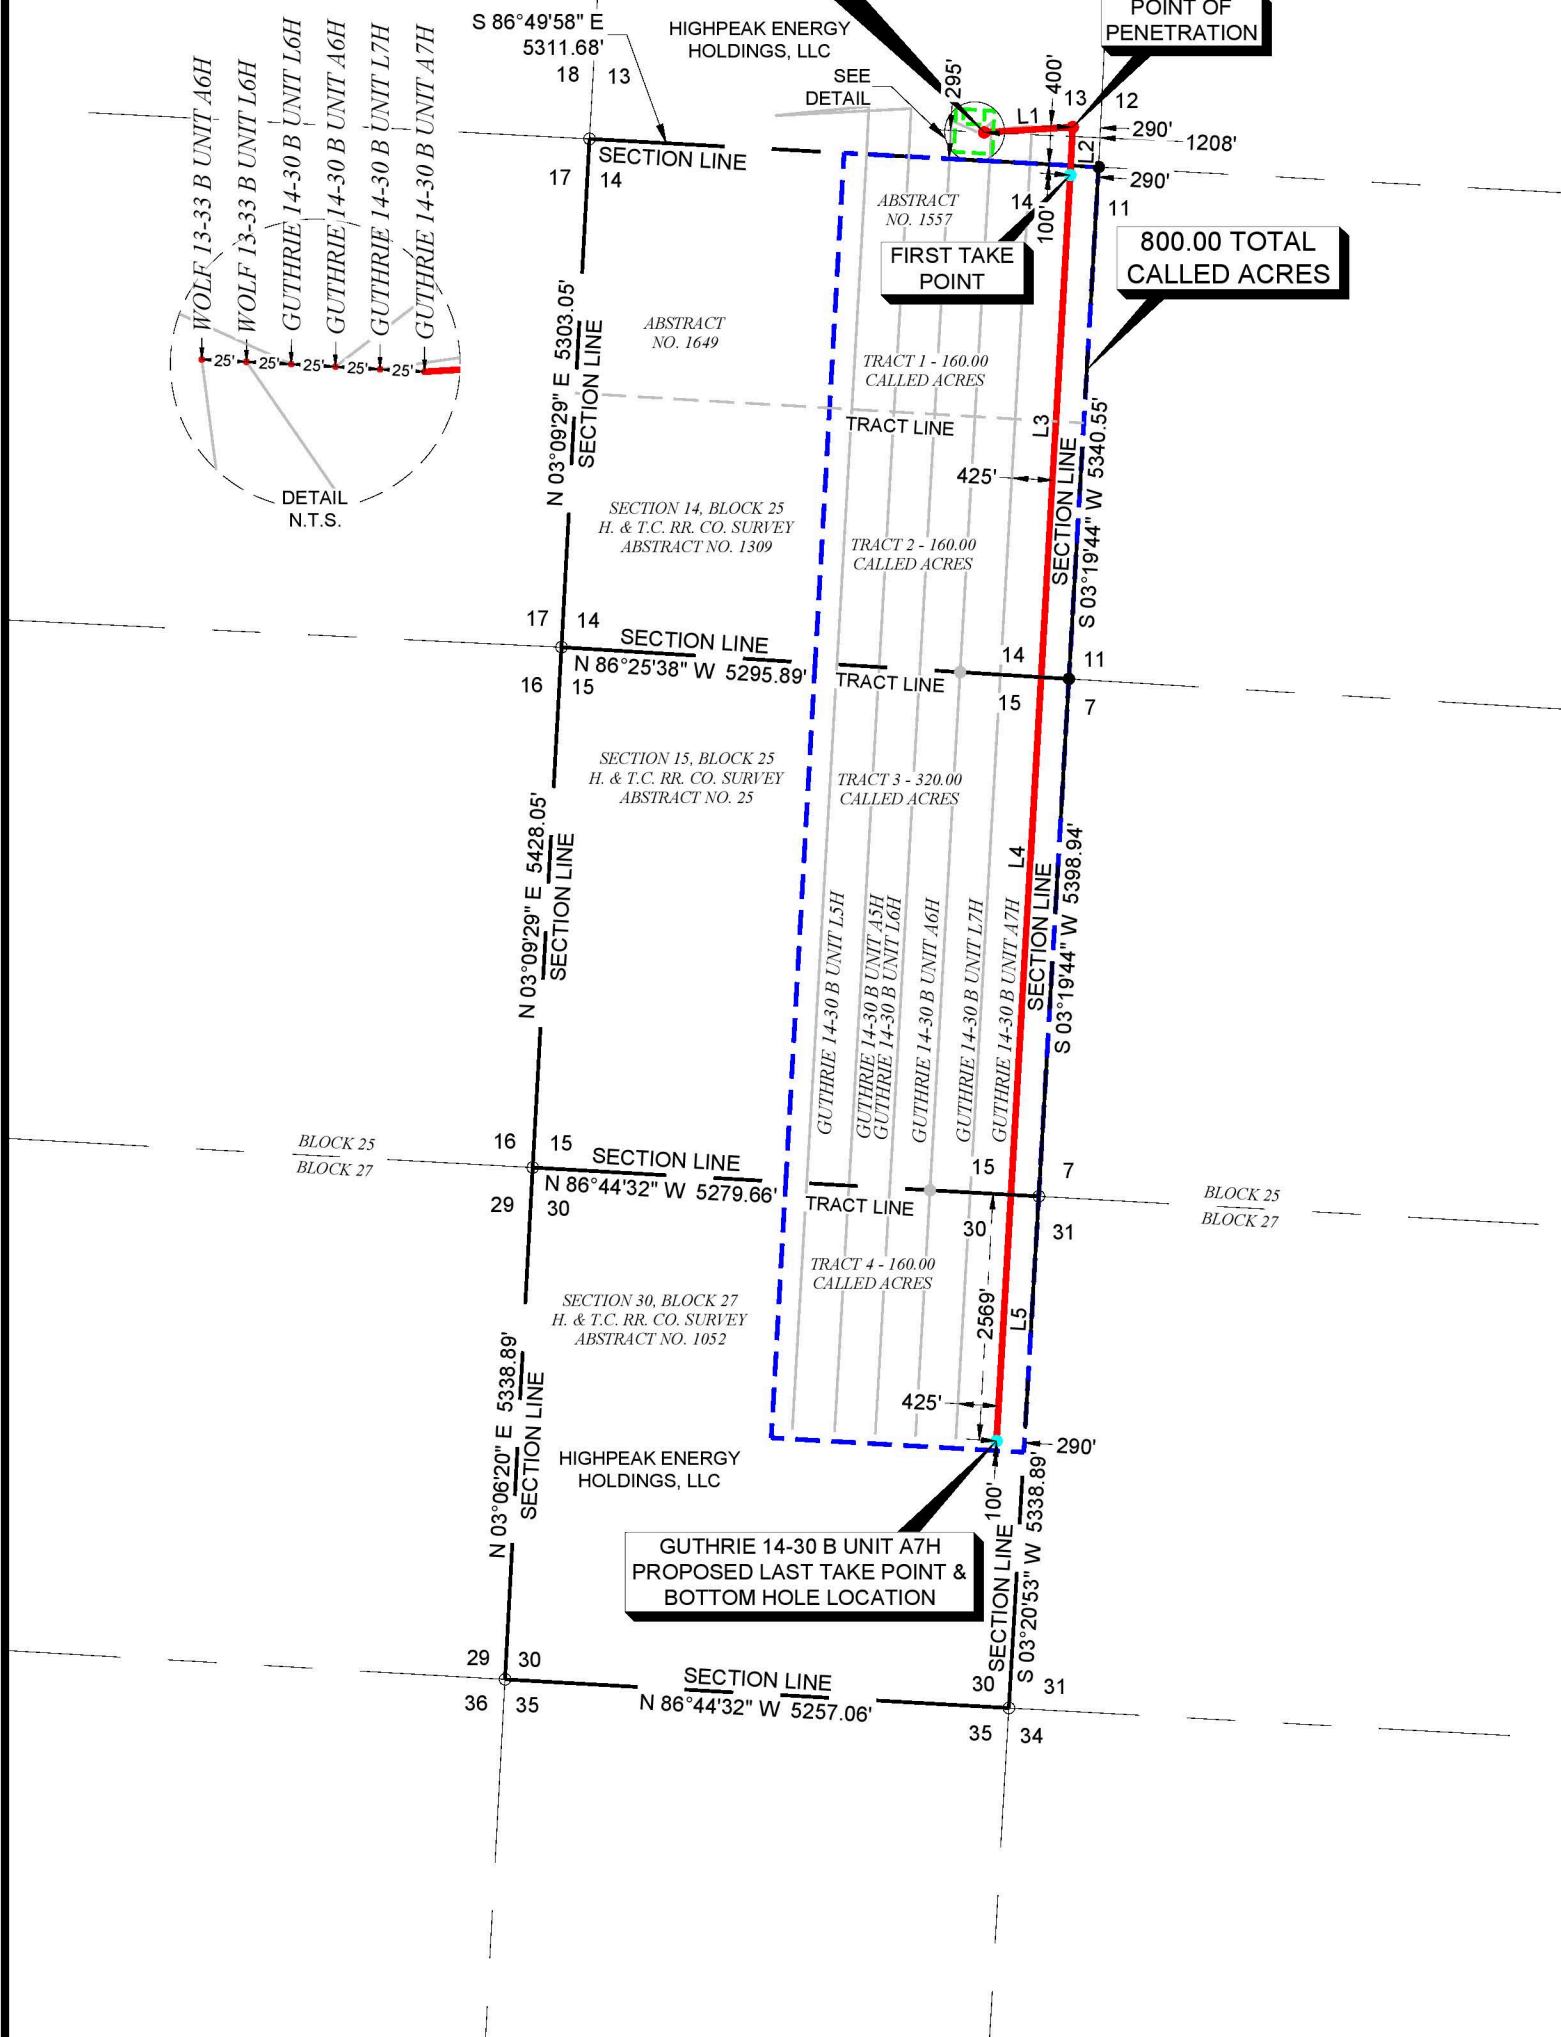 S 86°49'58" E
5311.68'
HIGHPEAK ENERGY
HOLDINGS, LLC
POINT OF
PENETRATION
18
13
SEE
DETAIL
295'
400'
L1
13
12
290'
1208'
L2
290'
SECTION LINE
17
14
14
11
100'
ABSTRACT
NO. 1557
FIRST TAKE
POINT
800.00 TOTAL
CALLED ACRES
WOLF 13-33 B UNIT A6H
WOLF 13-33 B UNIT L6H
GUTHRIE 14-30 B UNIT L6H
GUTHRIE 14-30 B UNIT A6H
GUTHRIE 14-30 B UNIT L7H
GUTHRIE 14-30 B UNIT A7H
25'
25'
25'
25'
25'
DETAIL
N.T.S.
N 03°09'29" E 5303.05'
SECTION LINE
ABSTRACT
NO. 1649
TRACT 1 - 160.00
CALLED ACRES
TRACT LINE
L3
425'
SECTION LINE
S 03°19'44" W 5340.55'
SECTION 14, BLOCK 25
H. & T.C. RR. CO. SURVEY
ABSTRACT NO. 1309
TRACT 2 - 160.00
CALLED ACRES
17
14
SECTION LINE
N 86°25'38" W 5295.89'
TRACT LINE
14
11
16
15
15
7
SECTION 15, BLOCK 25
H. & T.C. RR. CO. SURVEY
ABSTRACT NO. 25
TRACT 3 - 320.00
CALLED ACRES
N 03°09'29" E 5428.05'
SECTION LINE
L4
SECTION LINE
S 03°19'44" W 5398.94'
GUTHRIE 14-30 B UNIT L5H
GUTHRIE 14-30 B UNIT A5H
GUTHRIE 14-30 B UNIT L6H
GUTHRIE 14-30 B UNIT A6H
GUTHRIE 14-30 B UNIT L7H
GUTHRIE 14-30 B UNIT A7H
BLOCK 25
BLOCK 27
16
15
SECTION LINE
N 86°44'32" W 5279.66'
TRACT LINE
15
7
29
30
30
31
BLOCK 25
BLOCK 27
TRACT 4 - 160.00
CALLED ACRES
SECTION 30, BLOCK 27
H. & T.C. RR. CO. SURVEY
ABSTRACT NO. 1052
2569'
L5
N 03°06'20" E 5338.89'
SECTION LINE
425'
290'
HIGHPEAK ENERGY
HOLDINGS, LLC
100'
SECTION LINE
S 03°20'53" W 5338.89'
GUTHRIE 14-30 B UNIT A7H
PROPOSED LAST TAKE POINT &
BOTTOM HOLE LOCATION
29
30
SECTION LINE
N 86°44'32" W 5257.06'
30
31
36
35
35
34